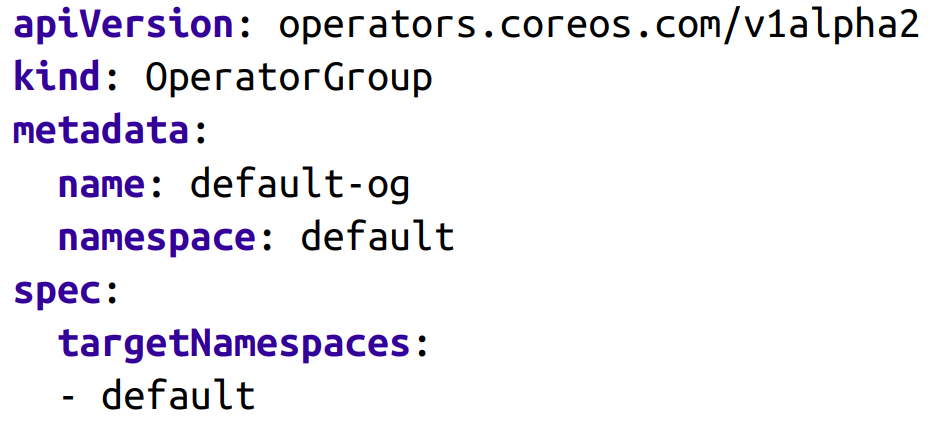 apiVersion: operators.coreos.com/v1alpha2
kind: OperatorGroup
metadata:
  name: default-og
  namespace: default
spec:
  targetNamespaces:
  - default